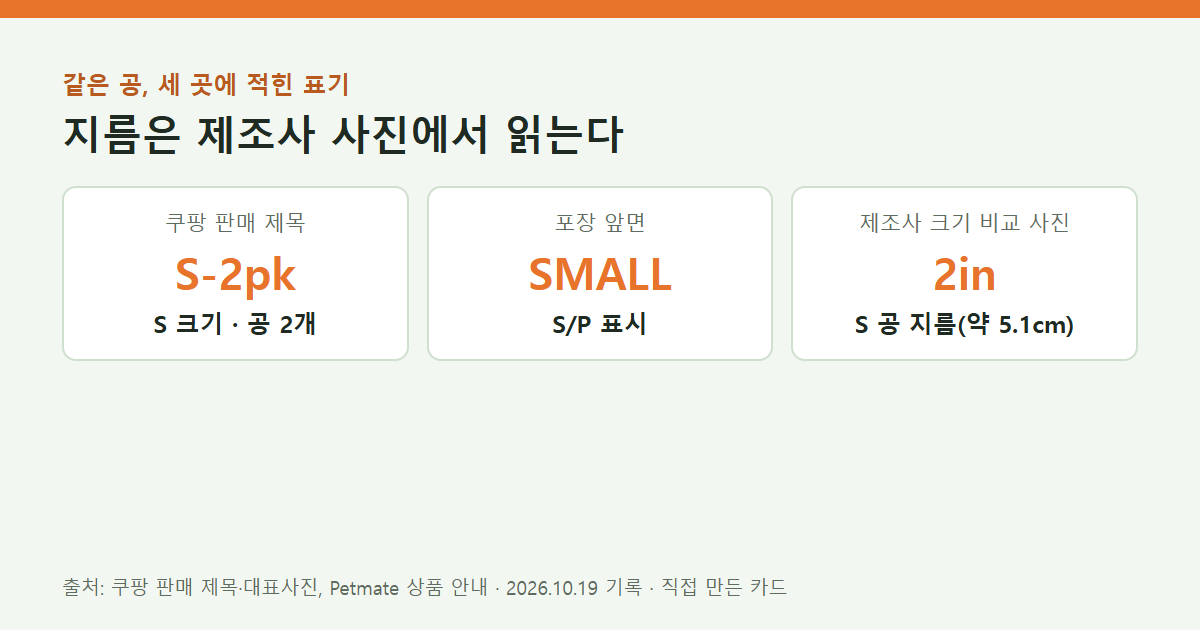 같은 공, 세 곳에 적힌 표기
지름은 제조사 사진에서 읽는다
쿠팡 판매 제목
S-2pk
S 크기 · 공 2개
포장 앞면
SMALL
S/P 표시
제조사 크기 비교 사진
2in
S 공 지름(약 5.1cm)
출처: 쿠팡 판매 제목·대표사진, Petmate 상품 안내 · 2026.10.19 기록 · 직접 만든 카드